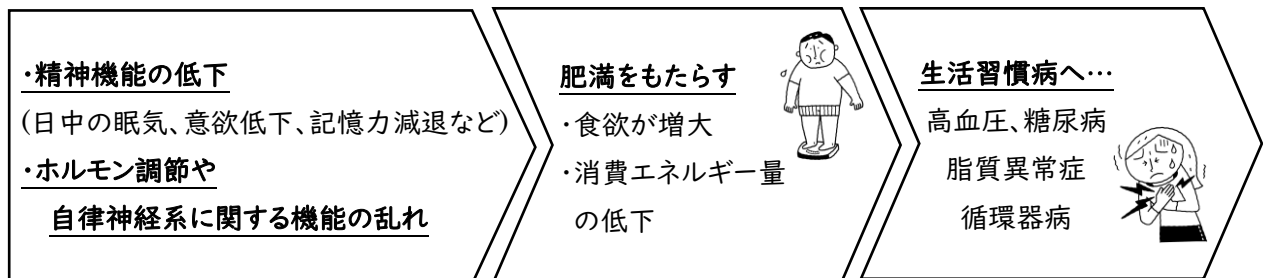 ・精神機能の低下
(日中の眠気、意欲低下、記憶力減退など)
・ホルモン調節や
自律神経系に関する機能の乱れ
肥満をもたらす
・食欲が増大
・消費エネルギー量
の低下
生活習慣病へ…
高血圧、糖尿病
脂質異常症
循環器病